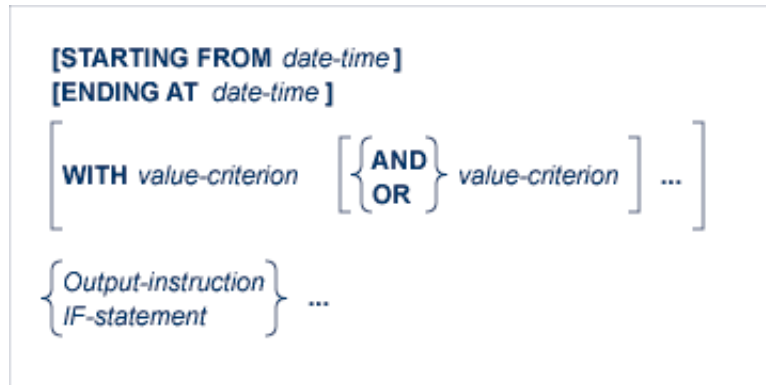 [STARTING FROM date-time]
[ENDING AT date-time]
[WITH value-criterion [{AND
OR} value-criterion ] ... ]
{Output-instruction
IF-statement} ...